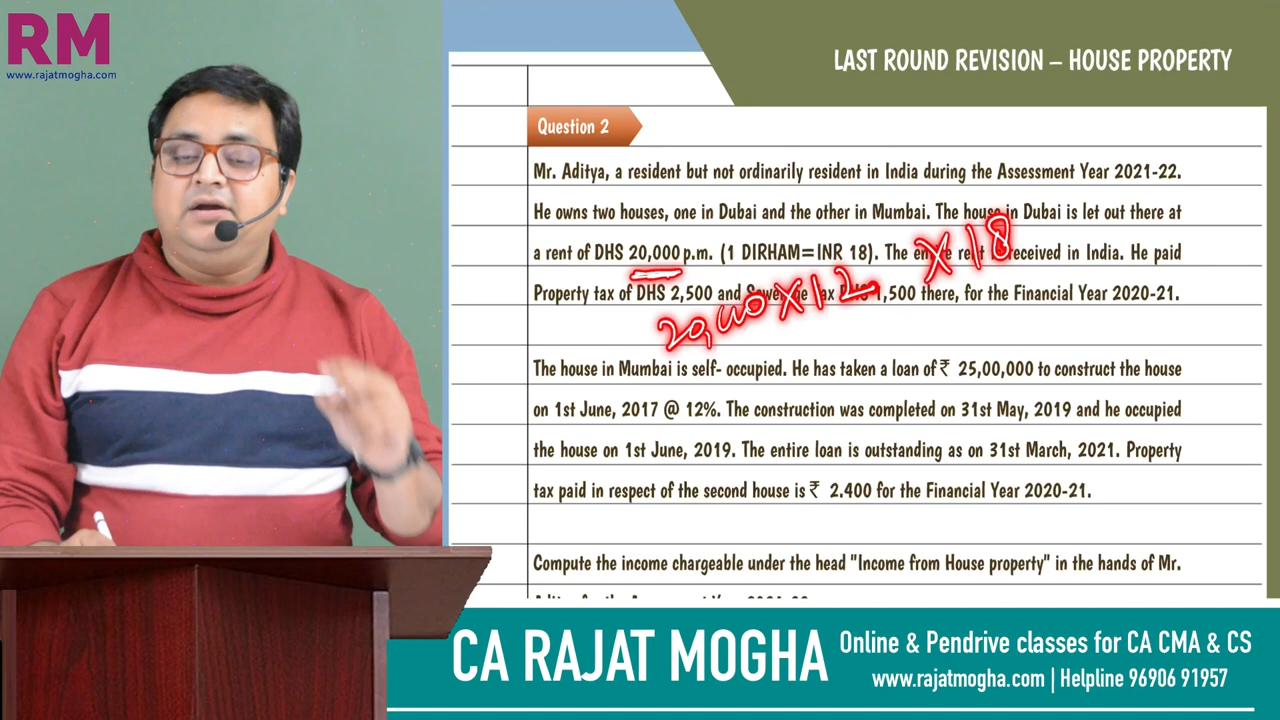 RM
www.rajatmogha.com
LAST ROUND REVISION – HOUSE PROPERTY
Question 2
Mr. Aditya, a resident but not ordinarily resident in India during the Assessment Year 2021-22.
He owns two houses, one in Dubai and the other in Mumbai. The house in Dubai is let out there at
a rent of DHS 20,000 p.m. (1 DIRHAM=INR 18). The received in India. He paid
Property tax of DHS 2,500 and 1,500 there, for the Financial Year 2020-21.
20,000 X 12 X 18
The house in Mumbai is self- occupied. He has taken a loan of ₹ 25,00,000 to construct the house
on 1st June, 2017 @ 12%. The construction was completed on 31st May, 2019 and he occupied
the house on 1st June, 2019. The entire loan is outstanding as on 31st March, 2021. Property
tax paid in respect of the second house is ₹ 2.400 for the Financial Year 2020-21.
Compute the income chargeable under the head "Income from House property" in the hands of Mr.
CA RAJAT MOGHA
Online & Pendrive classes for CA CMA & CS
www.rajatmogha.com | Helpline 96906 91957